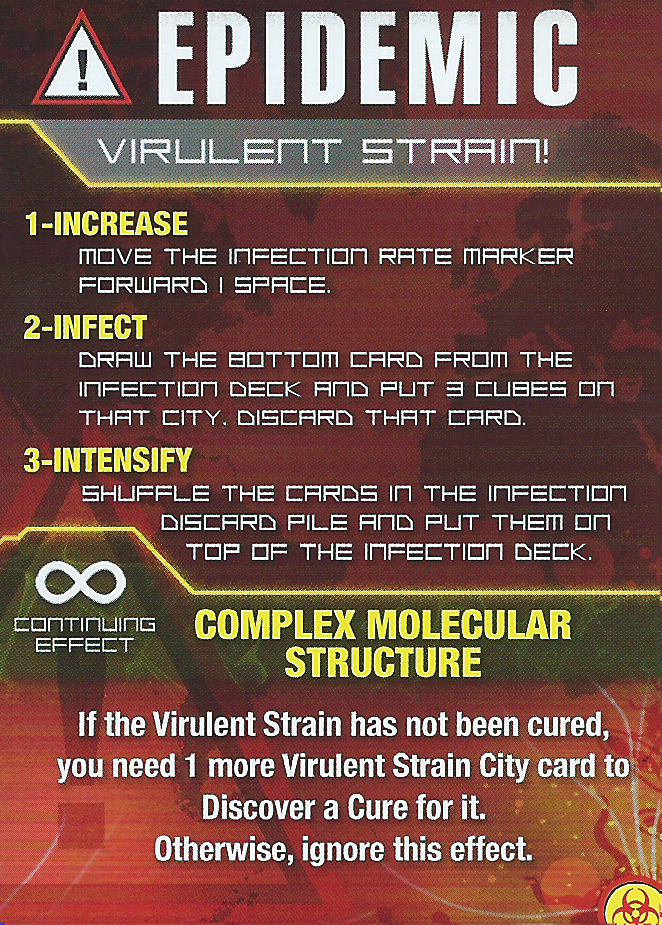 EPIDEMIC
VIRULENT STRAIN!
1-INCREASE
MOVE THE INFECTION RATE MARKER
FORWARD 1 SPACE.
2-INFECT
DRAW THE BOTTOM CARD FROM THE
INFECTION DECK AND PUT 3 CUBES ON
THAT CITY. DISCARD THAT CARD.
3-INTENSIFY
SHUFFLE THE CARDS IN THE INFECTION
DISCARD PILE AND PUT THEM ON
TOP OF THE INFECTION DECK.
CONTINUING
EFFECT
COMPLEX MOLECULAR
STRUCTURE
If the Virulent Strain has not been cured,
you need 1 more Virulent Strain City card to
Discover a Cure for it.
Otherwise, ignore this effect.